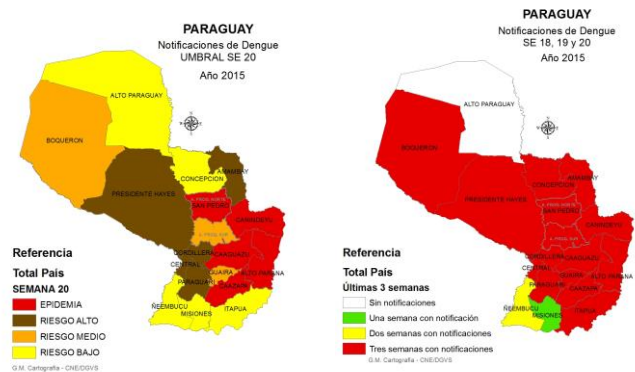 PARAGUAY
Notificaciones de Dengue
UMBRAL SE 20
Año 2015
ALTO PARAGUAY
BOQUERON
PRESIDENTE HAYES
CONCEPCION
AMAMBAY
SAN PEDRO
CANINDEYU
CORDILLERA
CENTRAL
CAAGUAZU
GUAIRA
ALTO PARANA
PARAGUARI
CAAZAPA
ÑEEMBUCU
MISIONES
ITAPUA
Referencia
Total País
SEMANA 20
EPIDEMIA
RIESGO ALTO
RIESGO MEDIO
RIESGO BAJO
G.M. Cartografia - CNE/DGVS
PARAGUAY
Notificaciones de Dengue
SE 18, 19 y 20
Año 2015
ALTO PARAGUAY
BOQUERON
PRESIDENTE HAYES
CONCEPCION
AMAMBAY
SAN PEDRO
CANINDEYU
CORDILLERA
CAAGUAZU
CENTRAL
GUAIRA
ALTO PARANA
PARAGUARI
CAAZAPA
ÑEEMBUCU
MISIONES
ITAPUA
Referencia
Total País
Últimas 3 semanas
Sin notificaciones
Una semana con notificación
Dos semanas con notificaciones
Tres semanas con notificaciones
G.M. Cartografia - CNE/DGVS